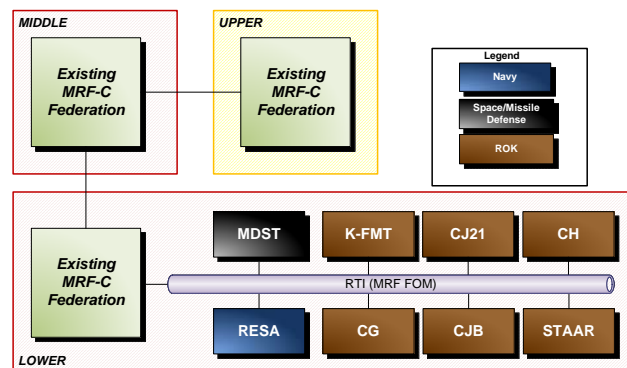 MIDDLE
Existing
MRF-C
Federation
UPPER
Existing
MRF-C
Federation
Legend
Navy
Space/Missile
Defense
ROK
Existing
MRF-C
Federation
MDST
K-FMT
CJ21
CH
RTI (MRF FOM)
RESA
CG
CJB
STAAR
LOWER